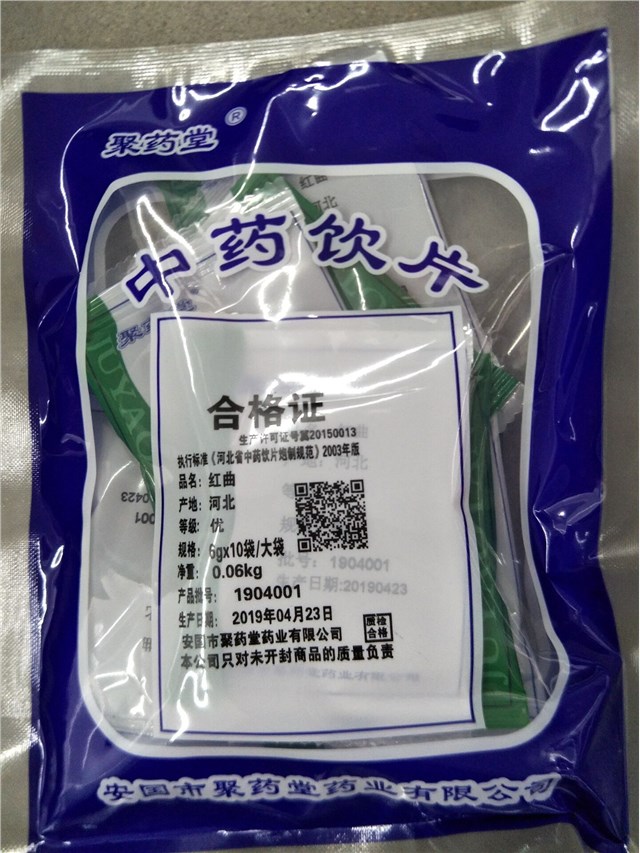 聚药堂®
中药饮片
红曲
河北
聚药堂
合格证
生产许可证号冀20150013
执行标准《河北省中药饮片炮制规范》2003年版
品名：红曲
产地：河北
等级：优
规格：6gx10袋/大袋
净重：0.06kg
产品批号：1904001
生产日期：2019年04月23日
安国市聚药堂药业有限公司
质检
合格
本公司只对未开封商品的质量负责
河北
批号：1904001
生产日期:20190423
安国市聚药堂药业有限公司